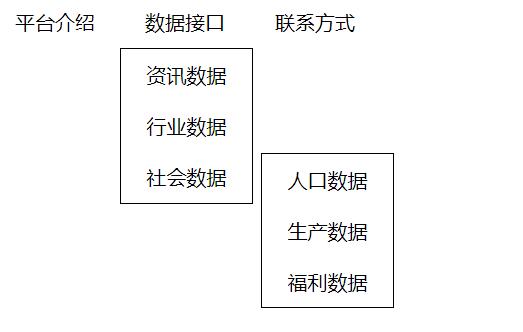 平台介绍 数据接口 联系方式
资讯数据
行业数据
社会数据
人口数据
生产数据
福利数据